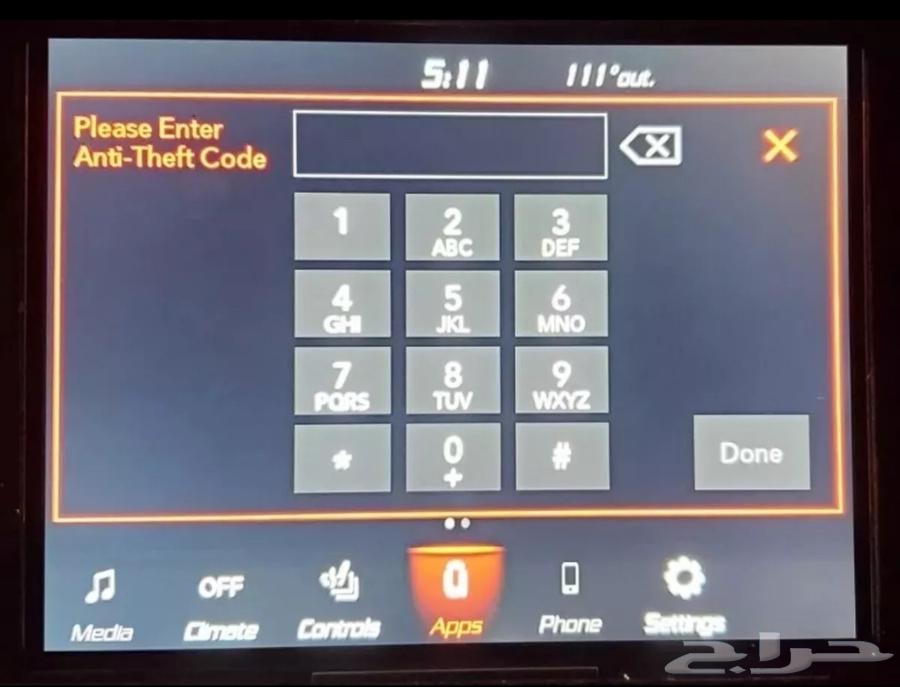 5:11 111°out.
Please Enter
Anti-Theft Code
1 2 3
ABC DEF
4 5 6
GHI JKL MNO
7 8 9
PQRS TUV WXYZ
* 0 #
+
Done
OFF
Media Climate Controls Apps Phone Settings
حراج